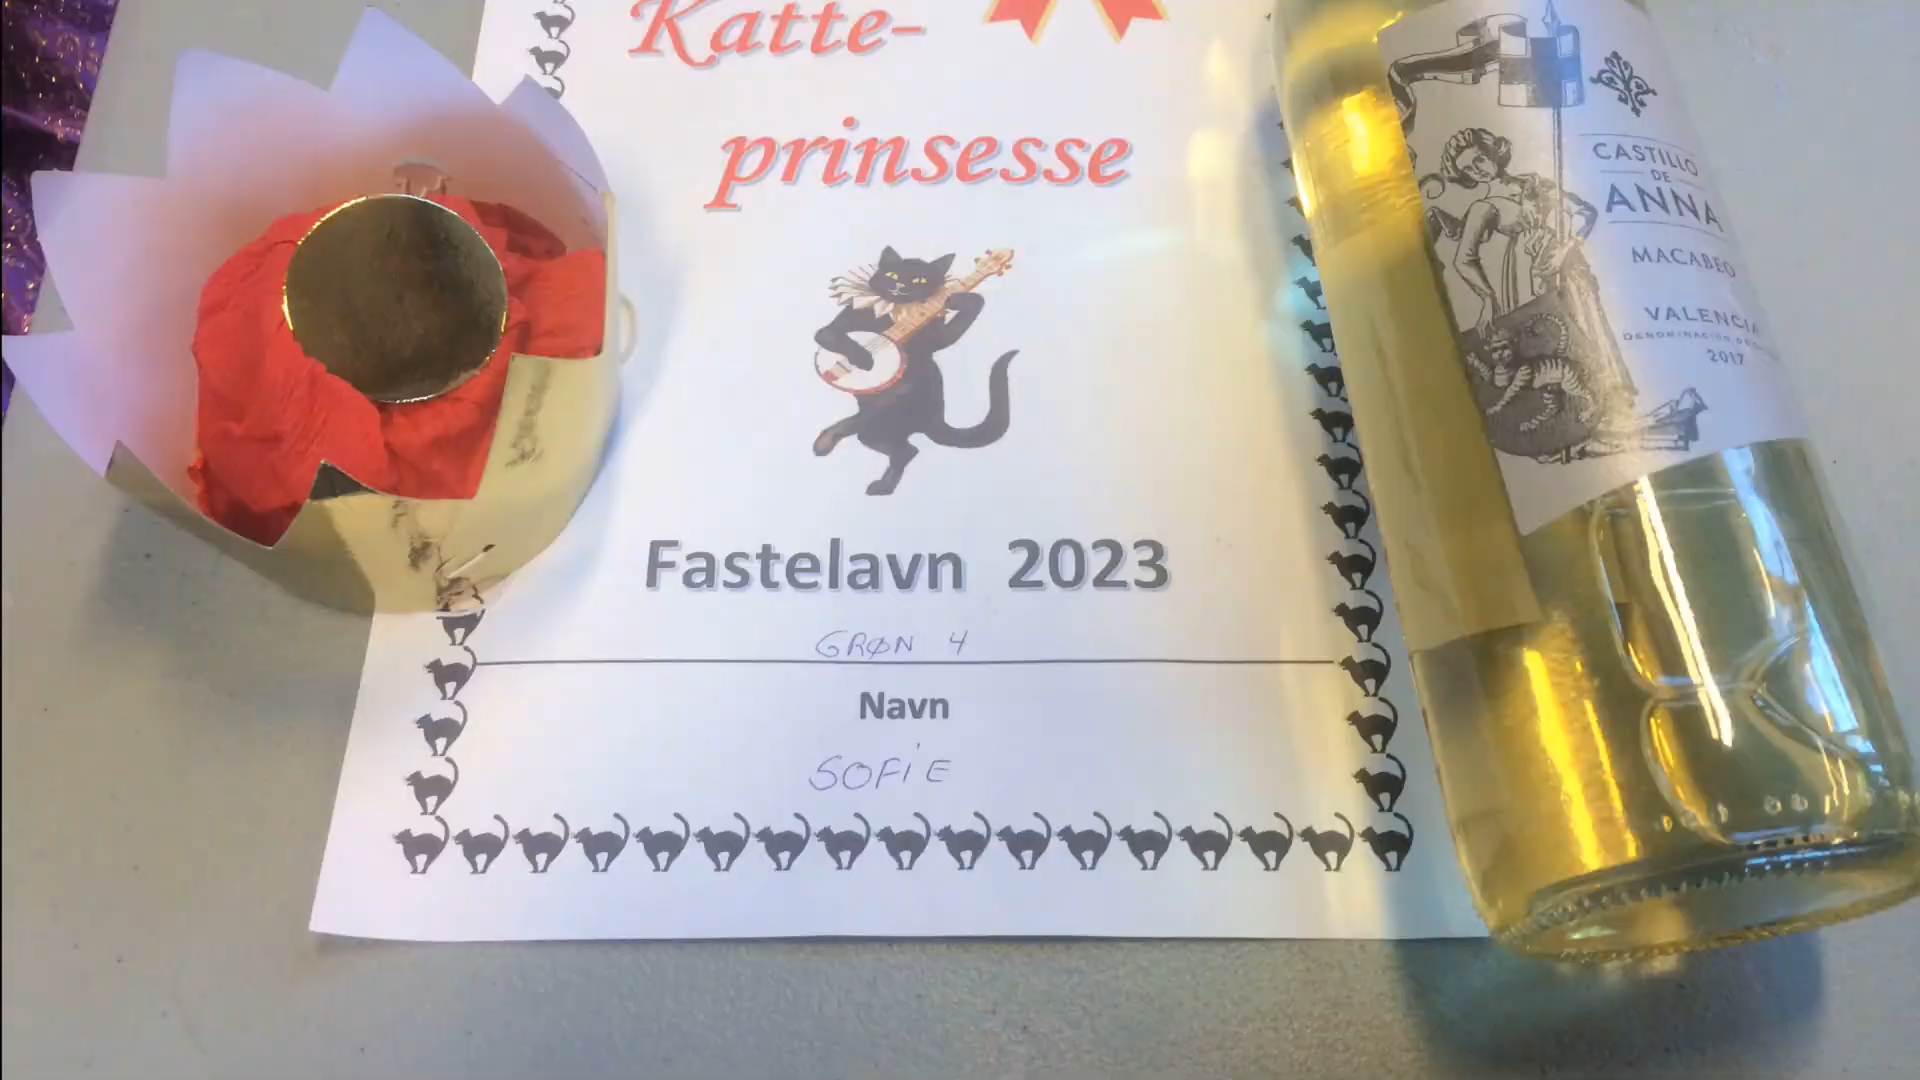 Katte-
prinsesse
Fastelavn 2023
GRØN 4
Navn
SOFIE
CASTILLO
DE
ANNA
MACABEO
VALENCIA
2017